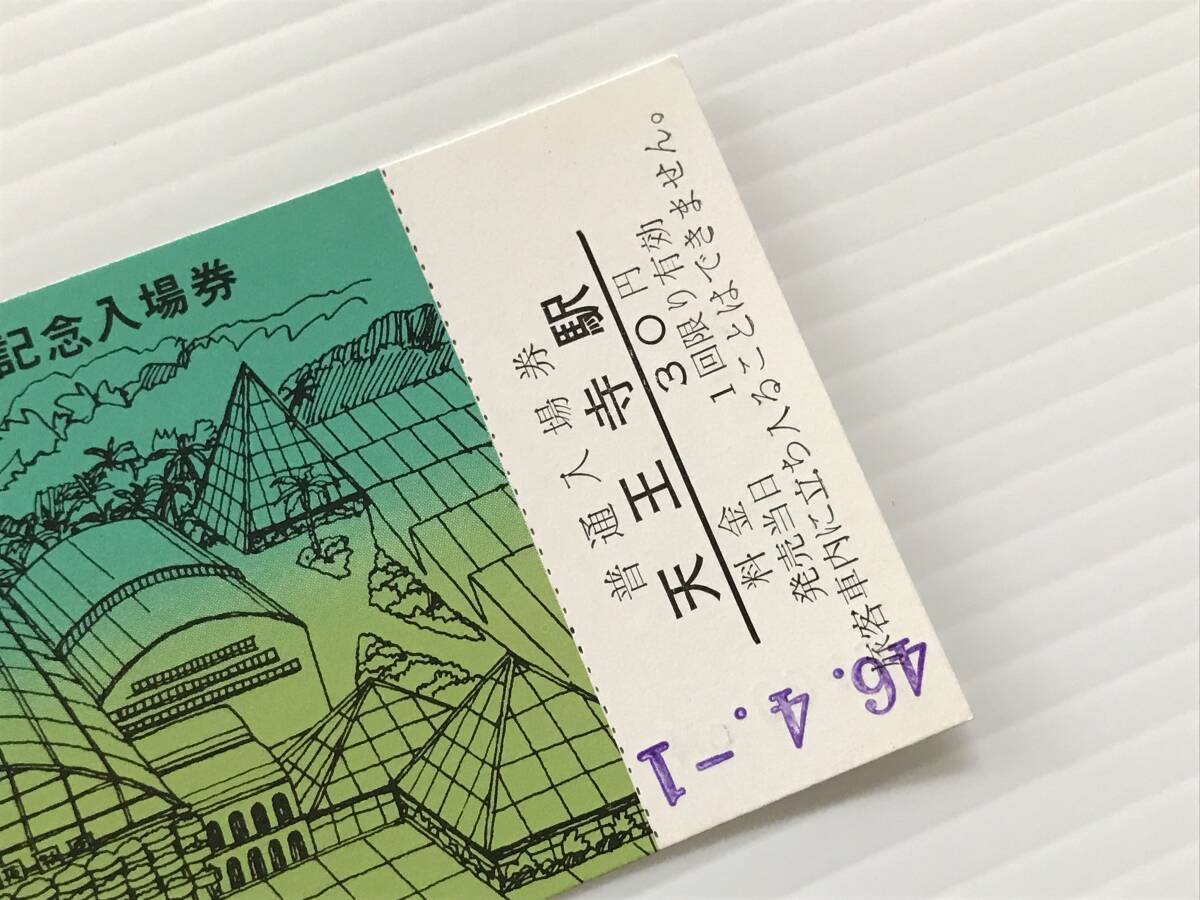 記念入場券
普通入場券
天王寺駅
料金 30円
発売当日1回限り有効
旅客車内に立ち入ることはできません。
46.4.-1